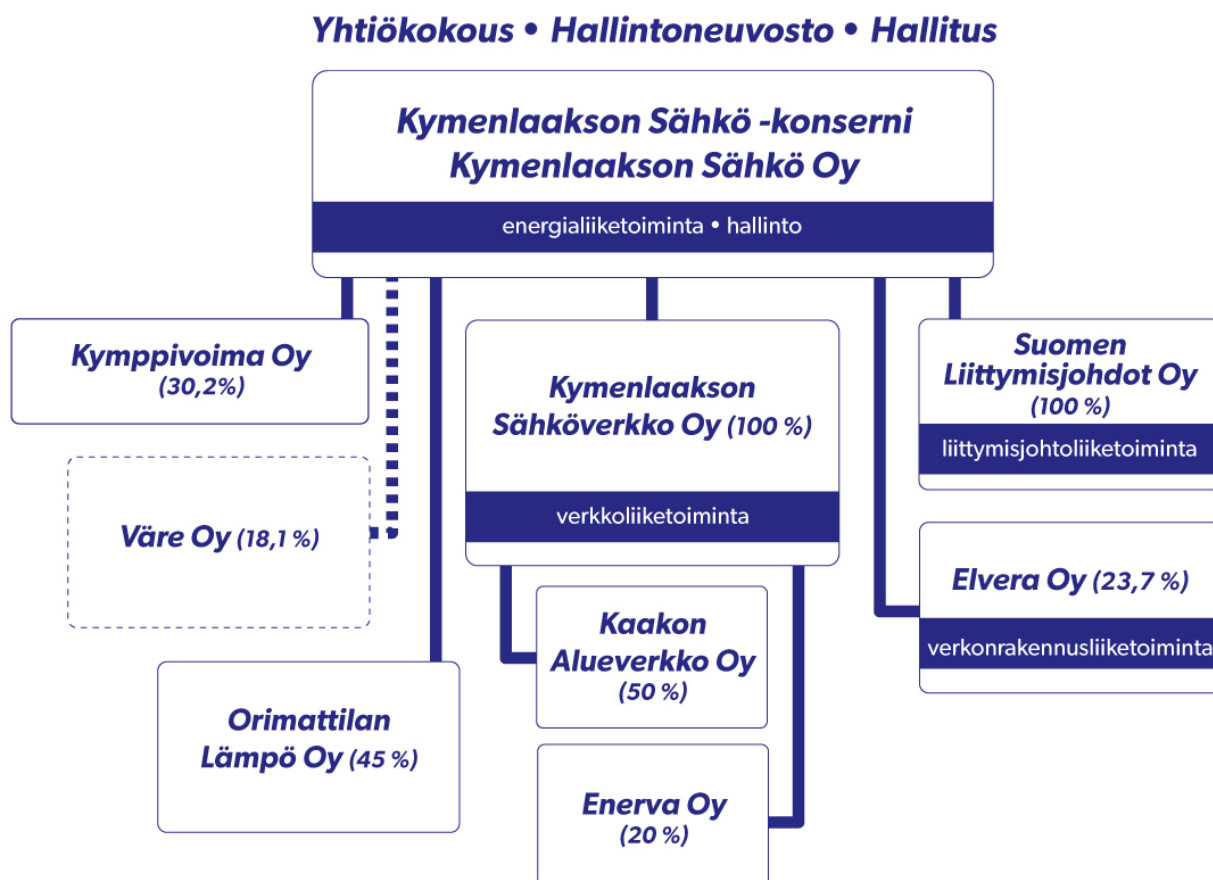 Yhtiökokous • Hallintoneuvosto • Hallitus
Kymenlaakson Sähkö -konserni
Kymenlaakson Sähkö Oy
energialiiketoiminta • hallinto
Kymppivoima Oy
(30,2%)
Väre Oy (18,1 %)
Orimattilan
Lämpö Oy (45 %)
Kymenlaakson
Sähköverkko Oy (100 %)
verkkoliiketoiminta
Kaakon
Alueverkko Oy
(50 %)
Enerva Oy
(20 %)
Suomen
Liittymisjohdot Oy
(100 %)
liittymisjohtoliiketoiminta
Elvera Oy (23,7 %)
verkonrakennusliiketoiminta